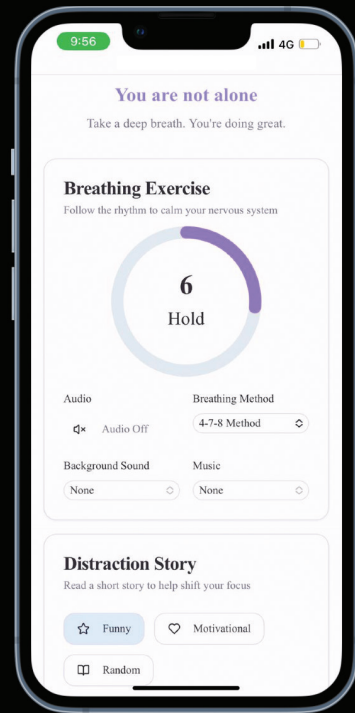 9:56
4G
You are not alone
Take a deep breath. You're doing great.
Breathing Exercise
Follow the rhythm to calm your nervous system
6
Hold
Audio
Breathing Method
Audio Off
4-7-8 Method
Background Sound
Music
None
None
Distraction Story
Read a short story to help shift your focus
Funny
Motivational
Random